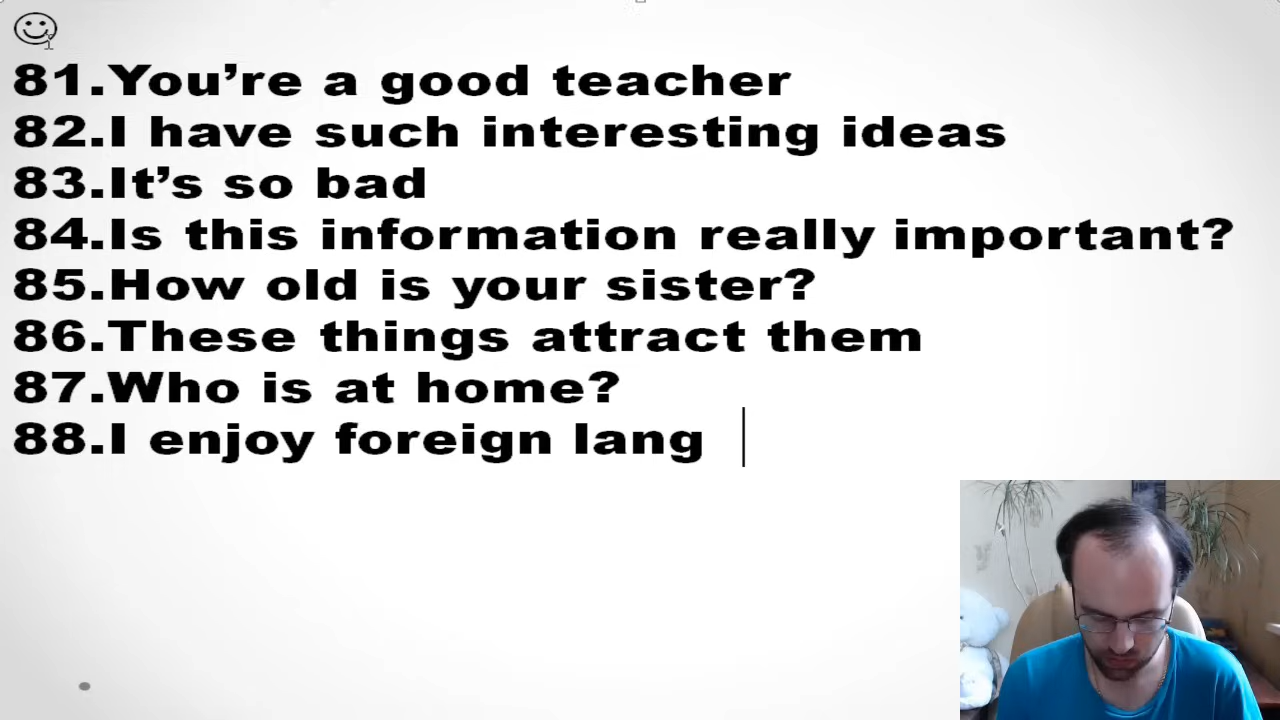 81.You’re a good teacher
82.I have such interesting ideas
83.It’s so bad
84.Is this information really important?
85.How old is your sister?
86.These things attract them
87.Who is at home?
88.I enjoy foreign lang